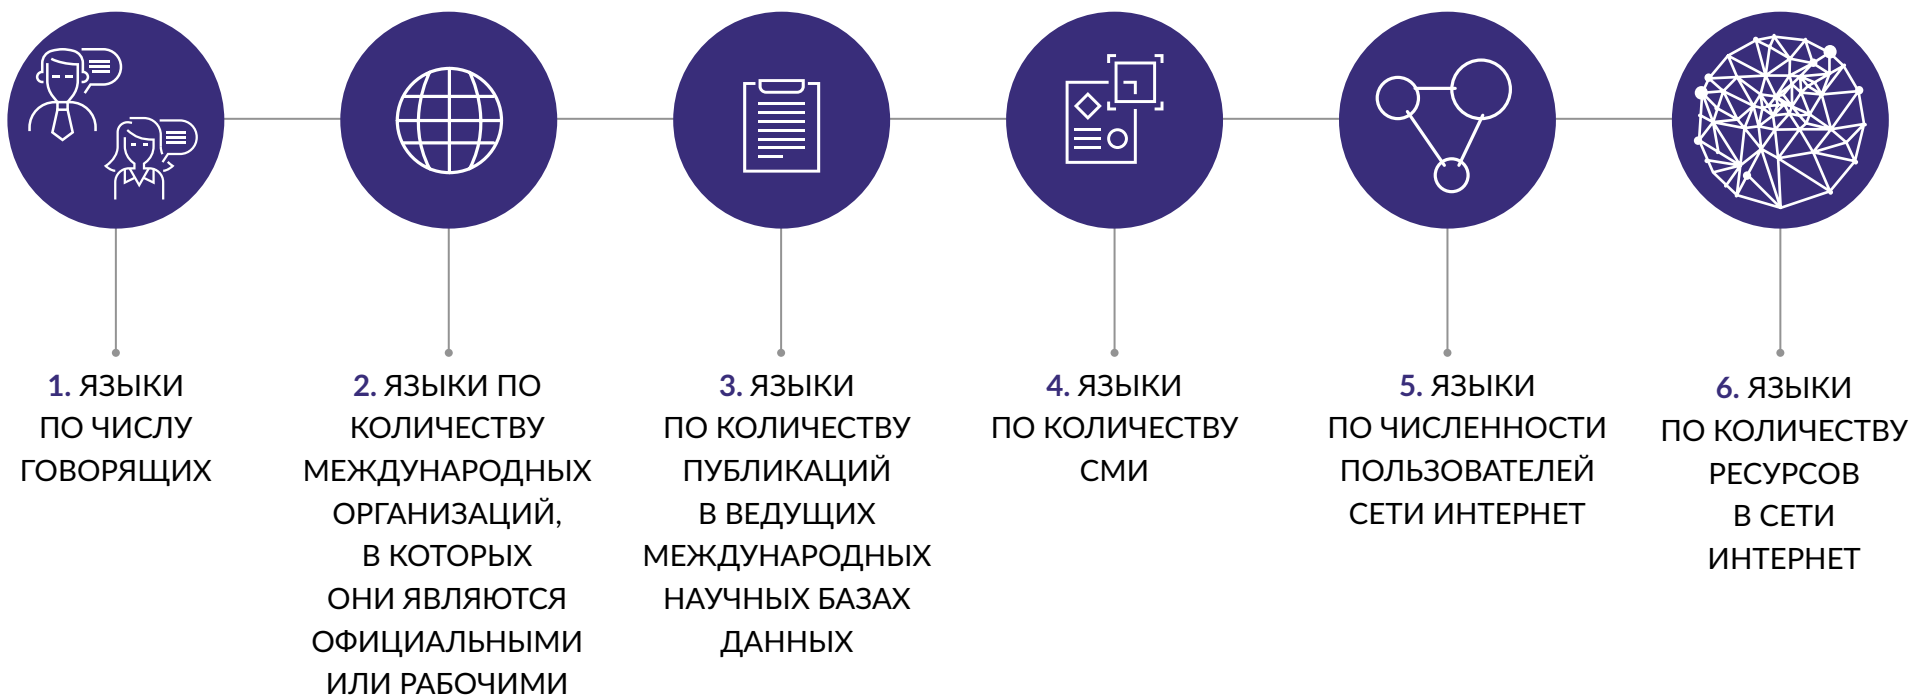 1. ЯЗЫКИ
ПО ЧИСЛУ
ГОВОРЯЩИХ
2. ЯЗЫКИ ПО
КОЛИЧЕСТВУ
МЕЖДУНАРОДНЫХ
ОРГАНИЗАЦИЙ,
В КОТОРЫХ
ОНИ ЯВЛЯЮТСЯ
ОФИЦИАЛЬНЫМИ
ИЛИ РАБОЧИМИ
3. ЯЗЫКИ
ПО КОЛИЧЕСТВУ
ПУБЛИКАЦИЙ
В ВЕДУЩИХ
МЕЖДУНАРОДНЫХ
НАУЧНЫХ БАЗАХ
ДАННЫХ
4. ЯЗЫКИ
ПО КОЛИЧЕСТВУ
СМИ
5. ЯЗЫКИ
ПО ЧИСЛЕННОСТИ
ПОЛЬЗОВАТЕЛЕЙ
СЕТИ ИНТЕРНЕТ
6. ЯЗЫКИ
ПО КОЛИЧЕСТВУ
РЕСУРСОВ
В СЕТИ
ИНТЕРНЕТ